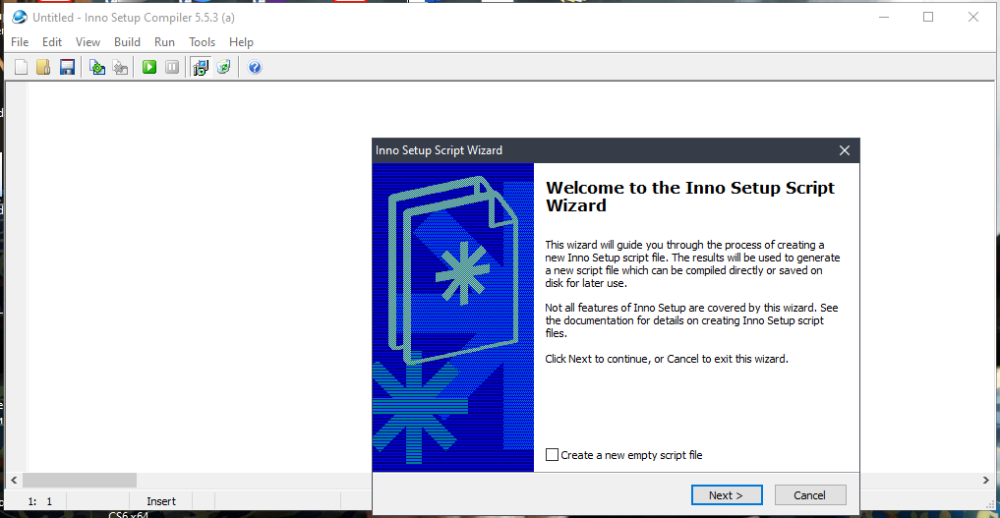 Untitled - Inno Setup Compiler 5.5.3 (a)
File Edit View Build Run Tools Help
Inno Setup Script Wizard
Welcome to the Inno Setup Script
Wizard
This wizard will guide you through the process of creating a
new Inno Setup script file. The results will be used to generate
a new script file which can be compiled directly or saved on
disk for later use.
Not all features of Inno Setup are covered by this wizard. See
the documentation for details on creating Inno Setup script
files.
Click Next to continue, or Cancel to exit this wizard.
Create a new empty script file
Next > Cancel
1: 1 Insert
CS6 x64